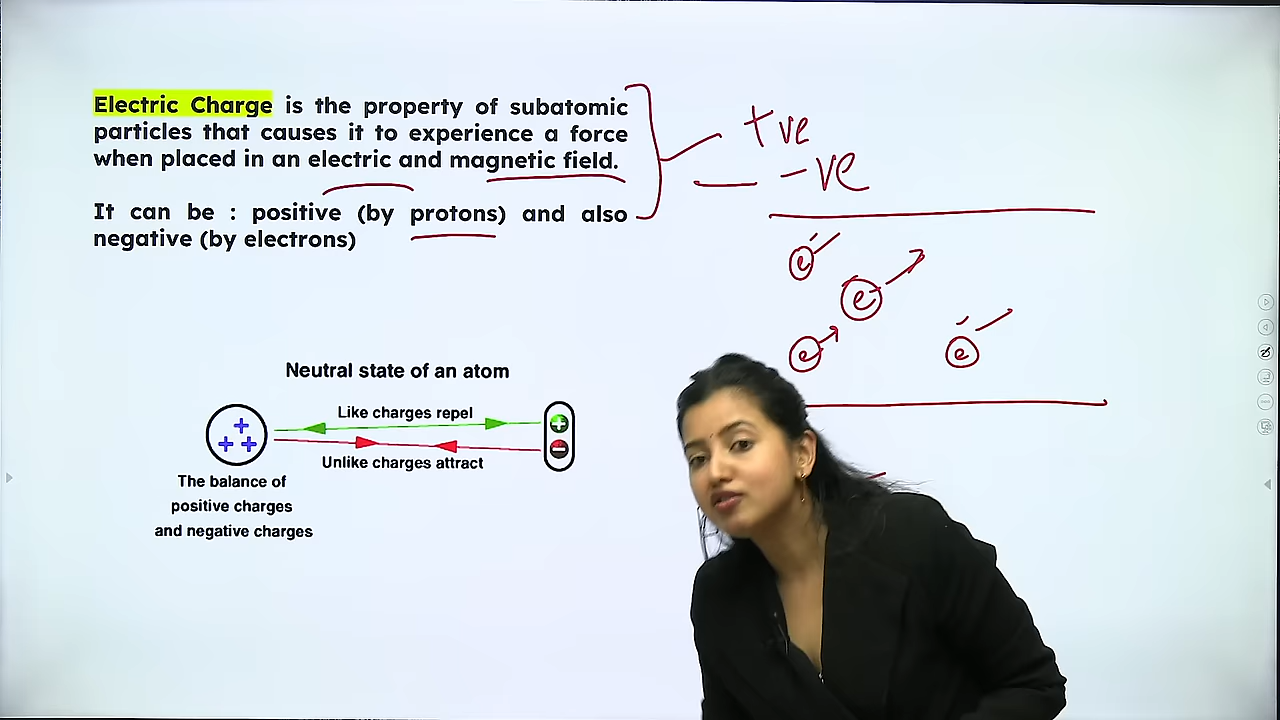 Electric Charge is the property of subatomic
particles that causes it to experience a force
when placed in an electric and magnetic field.
It can be : positive (by protons) and also
negative (by electrons)
+ve
-ve
e-
e-
e
e-
Neutral state of an atom
Like charges repel
+
+ +
+
-
Unlike charges attract
The balance of
positive charges
and negative charges